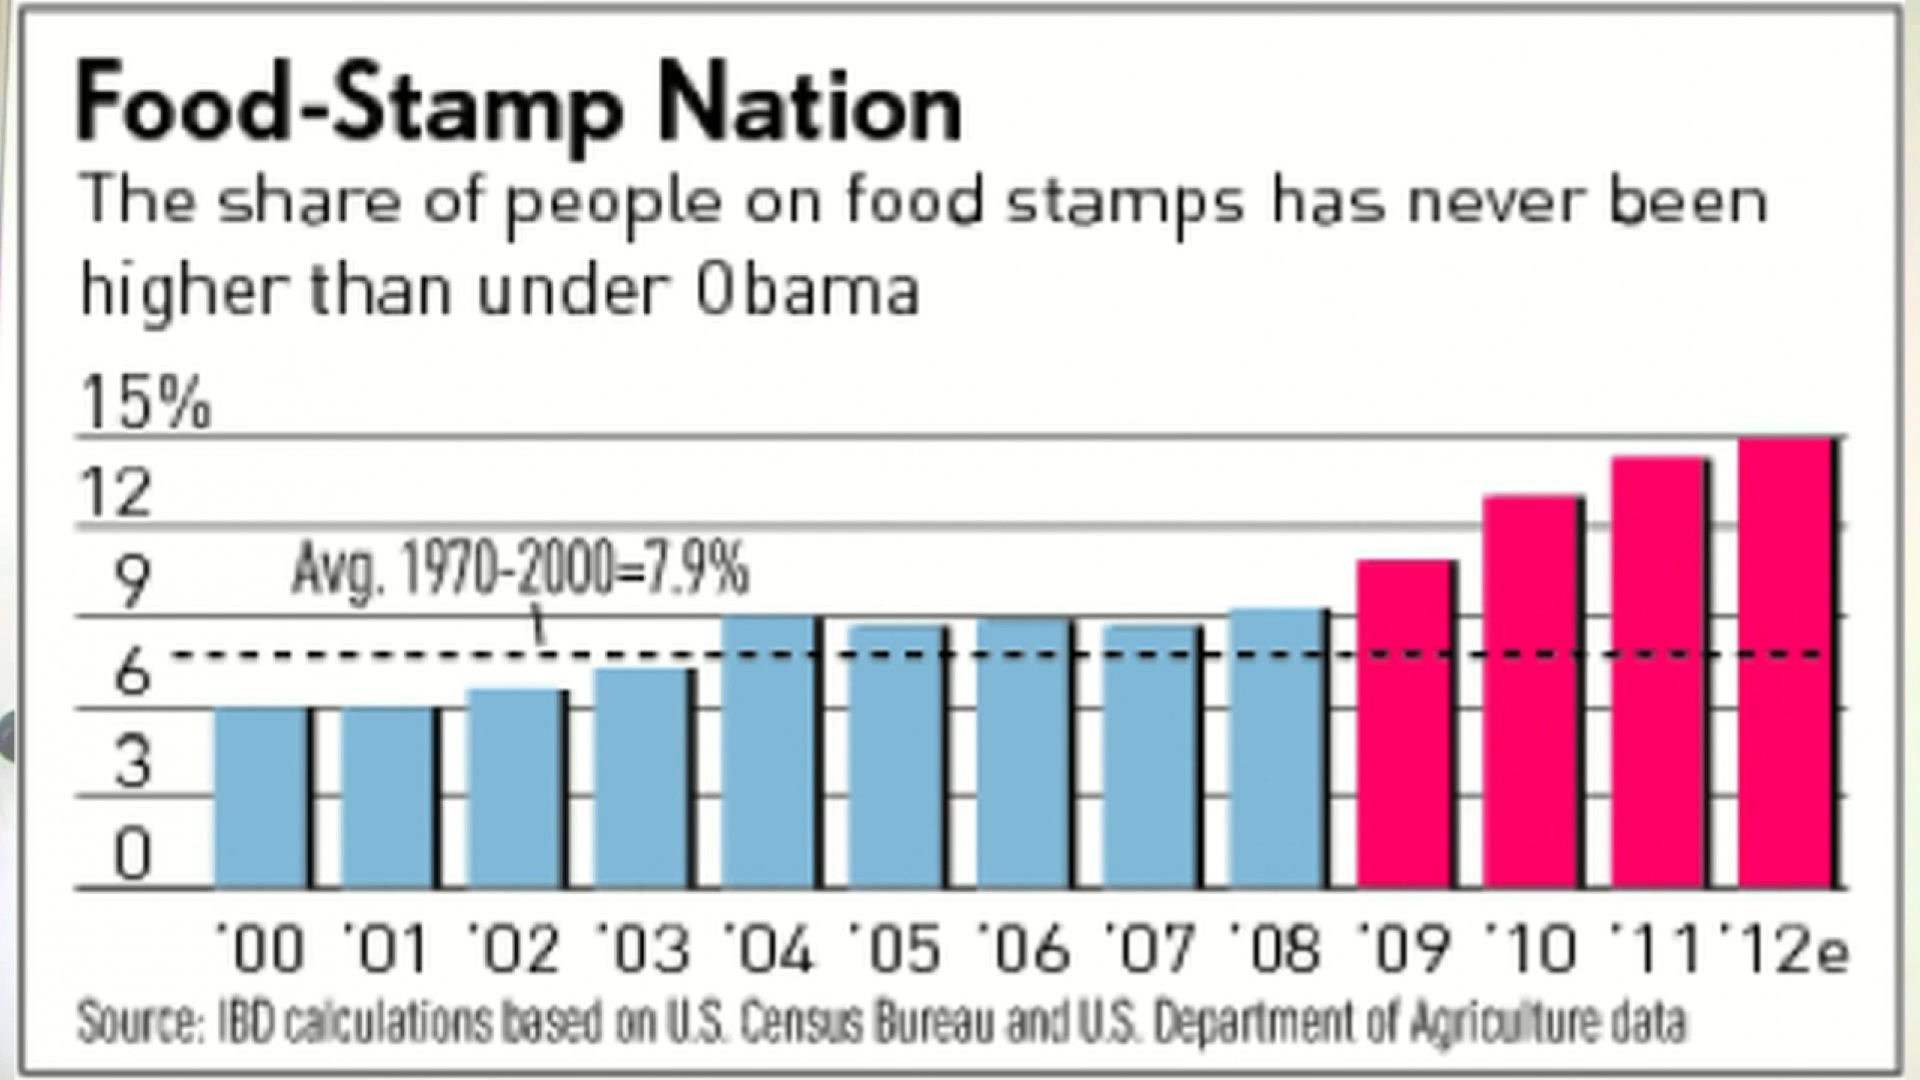 Food-Stamp Nation
The share of people on food stamps has never been
higher than under Obama
15%
12
Avg. 1970-2000=7.9%
9
6
3
0
'00 '01 '02 '03 '04 '05 '06 '07 '08 '09 '10 '11 '12e
Source: IBD calculations based on U.S. Census Bureau and U.S. Department of Agriculture data